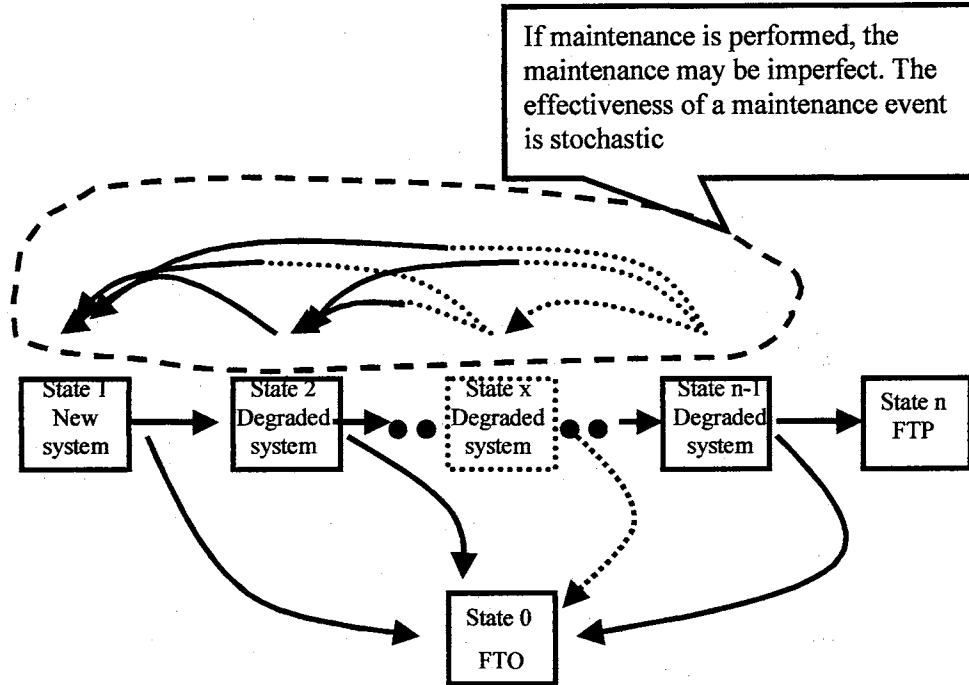 If maintenance is performed, the
maintenance may be imperfect. The
effectiveness of a maintenance event
is stochastic
State 1
New
system
State 2
Degraded
system
State x
Degraded
system
State n-1
Degraded
system
State n
FTP
State 0
FTO